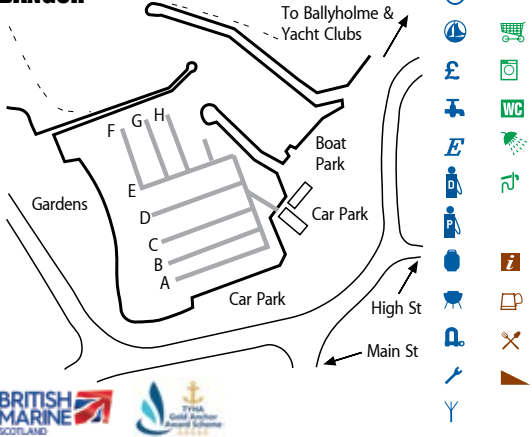 BANGOR
To Ballyholme &
Yacht Clubs
F
G
H
£
WC
Boat
Park
E
E
Gardens
D
D
Car Park
P
C
B
A
Car Park
i
High St
Main St
BRITISH
MARINE
SCOTLAND
TYHA
Gold Anchor
Award Scheme